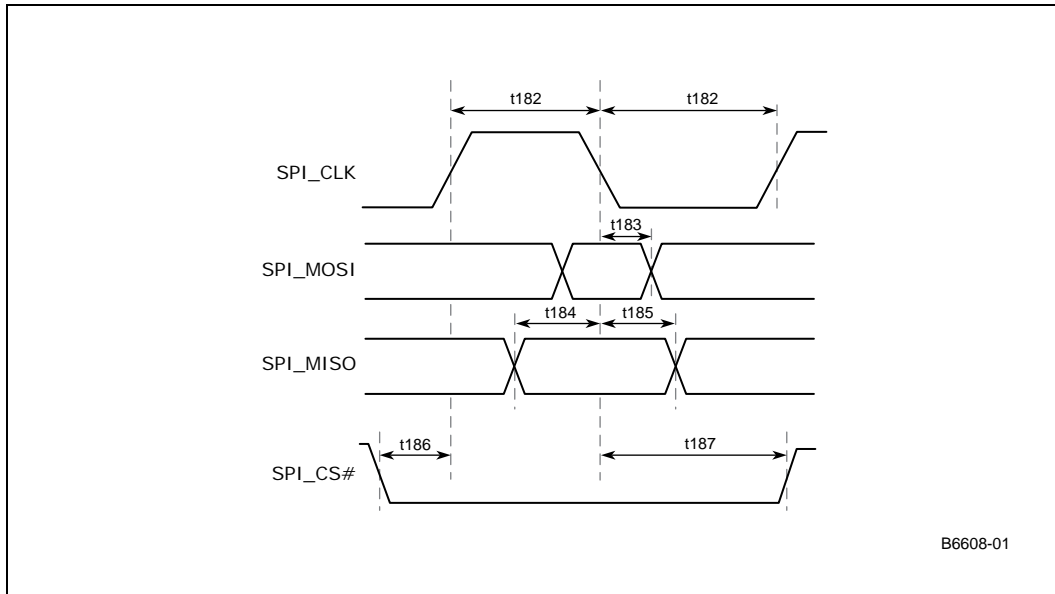 t182 t182
SPI_CLK
t183
SPI_MOSI
t184 t185
SPI_MISO
t186 t187
SPI_CS#
B6608-01